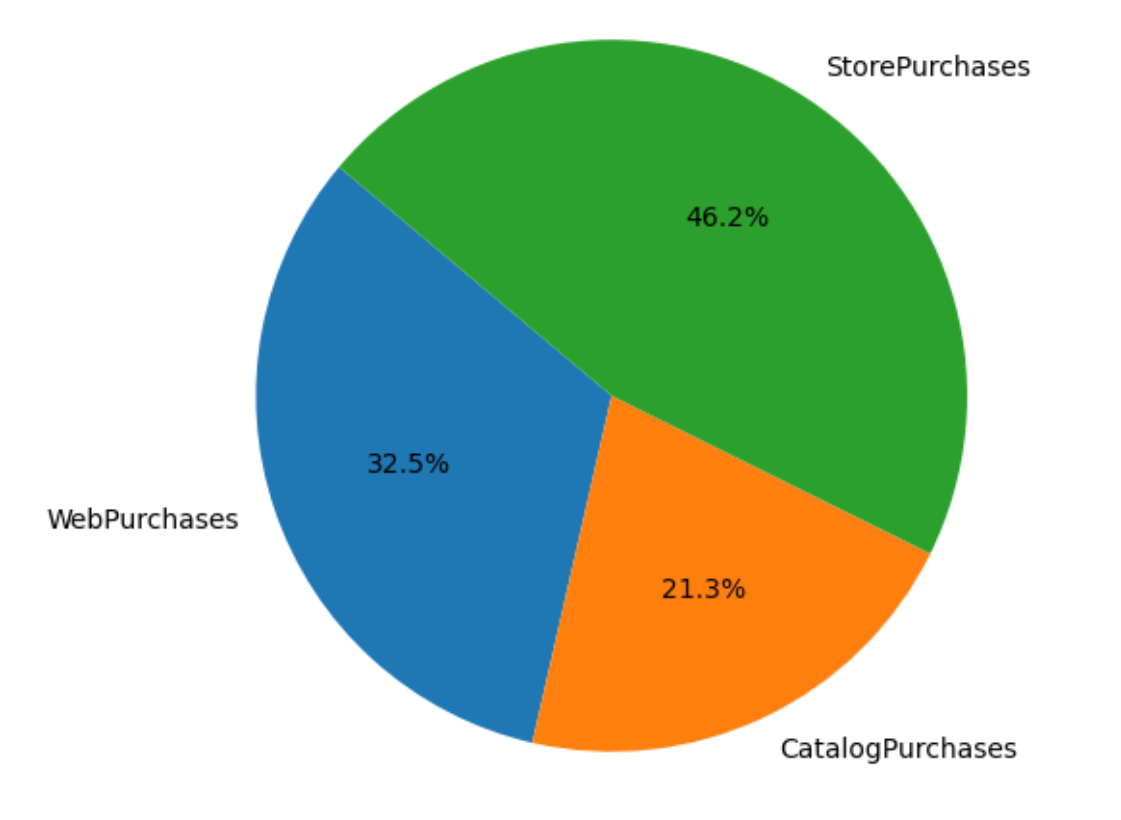 StorePurchases
46.2%
32.5%
WebPurchases
21.3%
CatalogPurchases